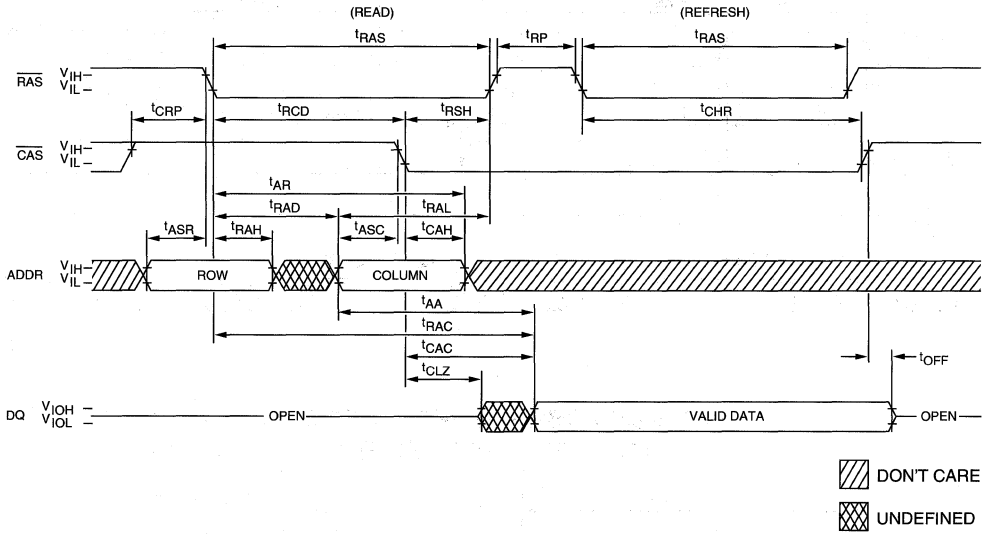 (READ) (REFRESH)
tRAS tRP tRAS
RAS VIH
VIL
tCRP tRCD tRSH tCHR
CAS VIH
VIL
tAR
tRAD tRAL
tASR tRAH tASC tCAH
ADDR VIH
VIL
ROW COLUMN
tAA
tRAC
tCAC
tCLZ tOFF
DQ VIOH
VIOL
OPEN VALID DATA OPEN
DON'T CARE
UNDEFINED